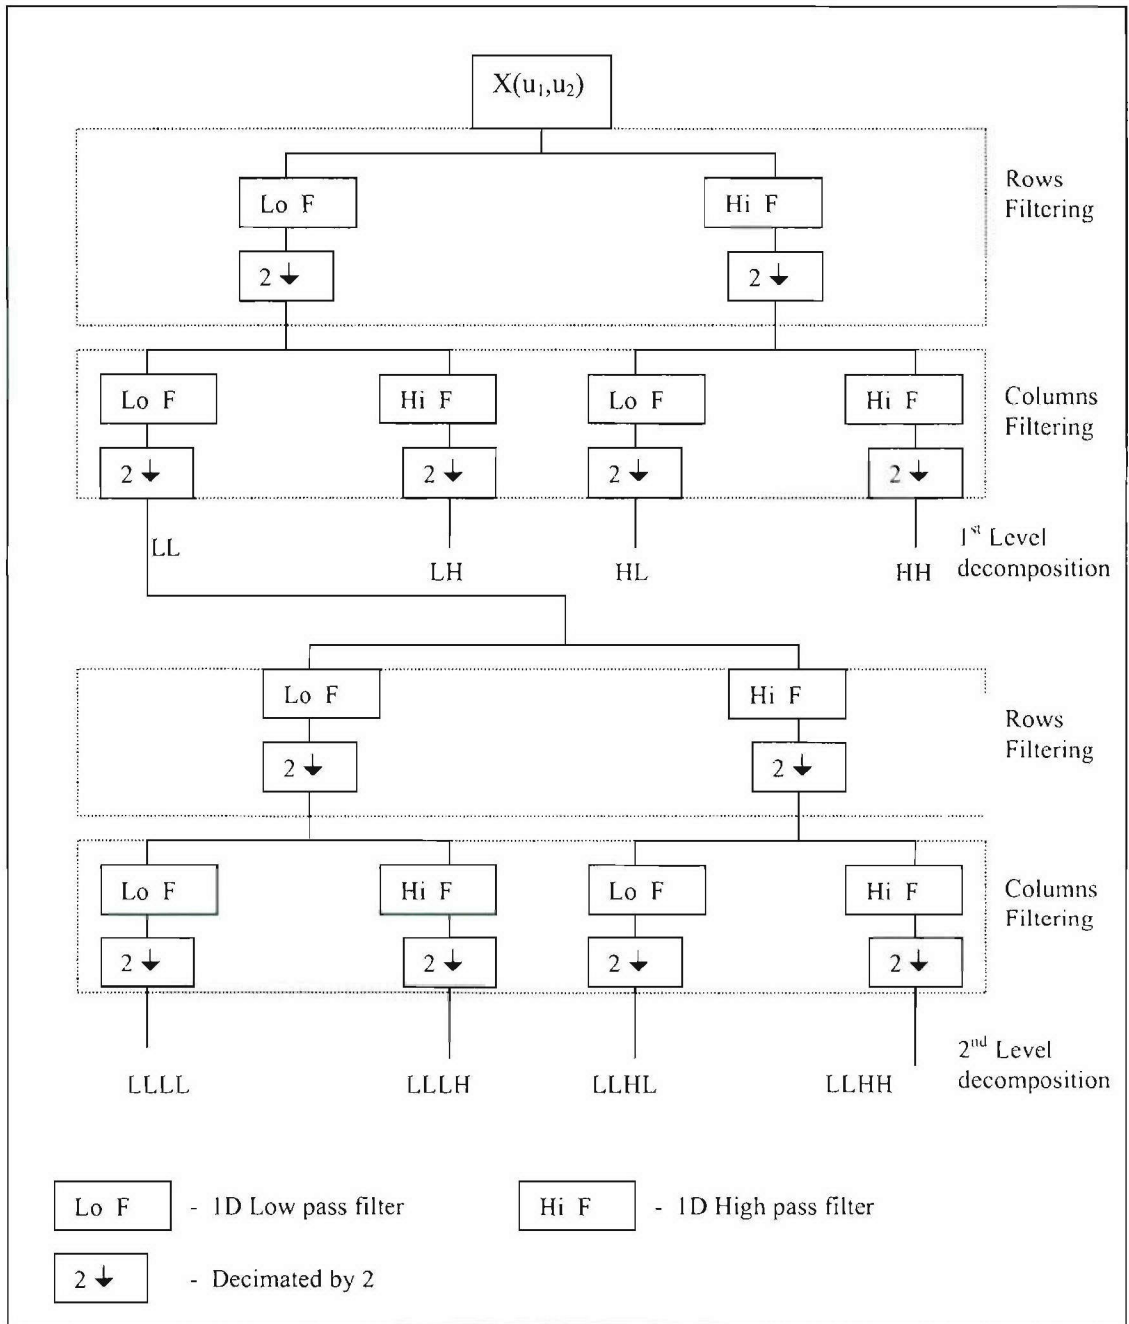 X(u₁,u₂)
Rows
Filtering
Lo F
Hi F
2 ↓
2 ↓
Columns
Filtering
Lo F
Hi F
Lo F
Hi F
2 ↓
2 ↓
2 ↓
2 ↓
LL
LH
HL
HH
1st Level
decomposition
Lo F
Hi F
Rows
Filtering
2 ↓
2 ↓
Lo F
Hi F
Lo F
Hi F
Columns
Filtering
2 ↓
2 ↓
2 ↓
2 ↓
LLLL
LLLH
LLHL
LLHH
2nd Level
decomposition
Lo F - 1D Low pass filter
Hi F - 1D High pass filter
2 ↓ - Decimated by 2